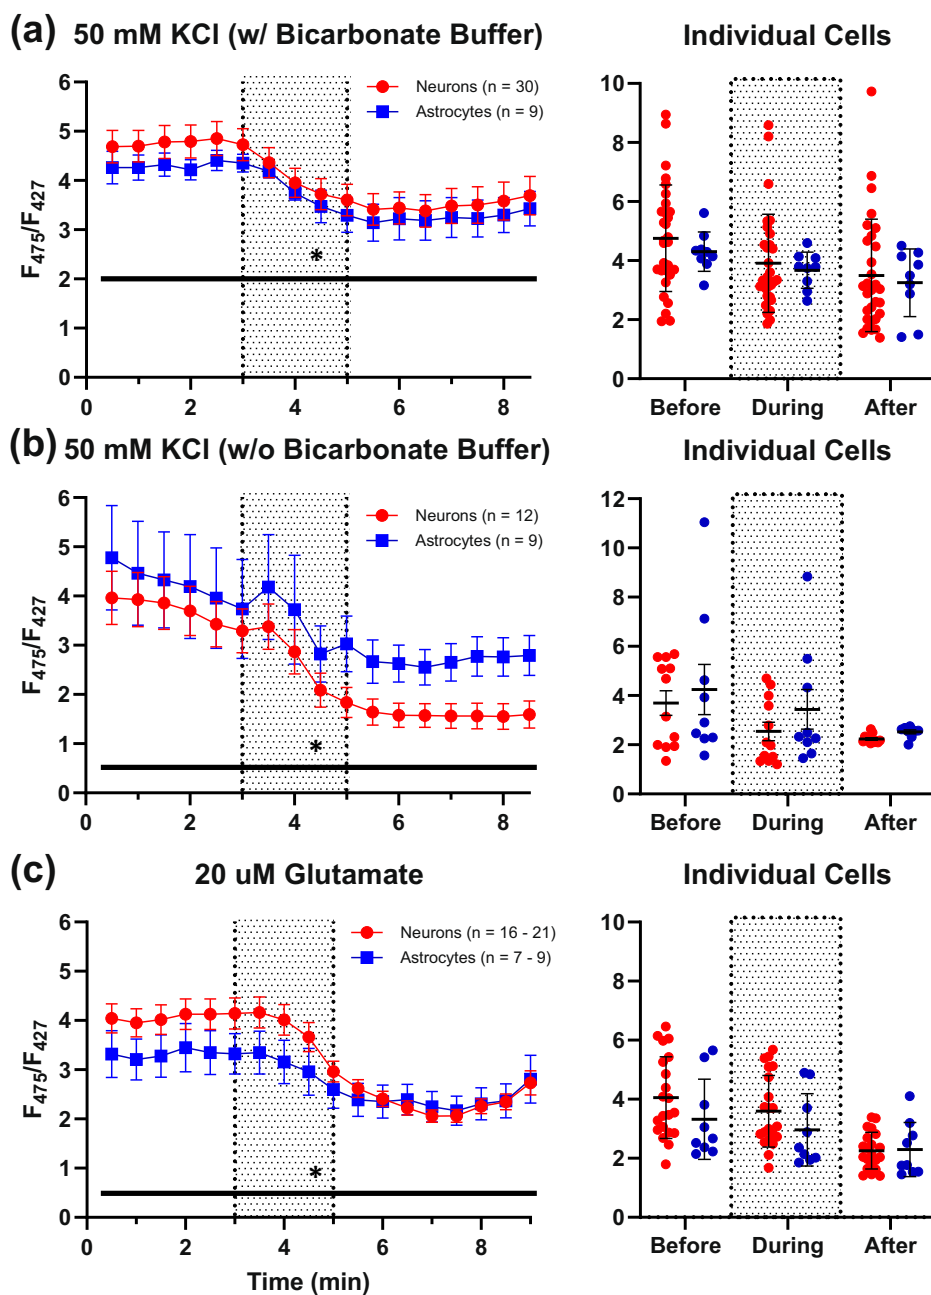 (a) 50 mM KCl (w/ Bicarbonate Buffer) Individual Cells
Neurons (n = 30)
Astrocytes (n = 9)
F475/F427
6
5
4
3
2
1
0
*
0 2 4 6 8
10
8
6
4
2
0
Before During After
(b) 50 mM KCl (w/o Bicarbonate Buffer) Individual Cells
Neurons (n = 12)
Astrocytes (n = 9)
F475/F427
6
5
4
3
2
1
0
*
0 2 4 6 8
12
10
8
6
4
2
0
Before During After
(c) 20 uM Glutamate Individual Cells
Neurons (n = 16 - 21)
Astrocytes (n = 7 - 9)
F475/F427
6
5
4
3
2
1
0
*
0 2 4 6 8
Time (min)
10
8
6
4
2
0
Before During After